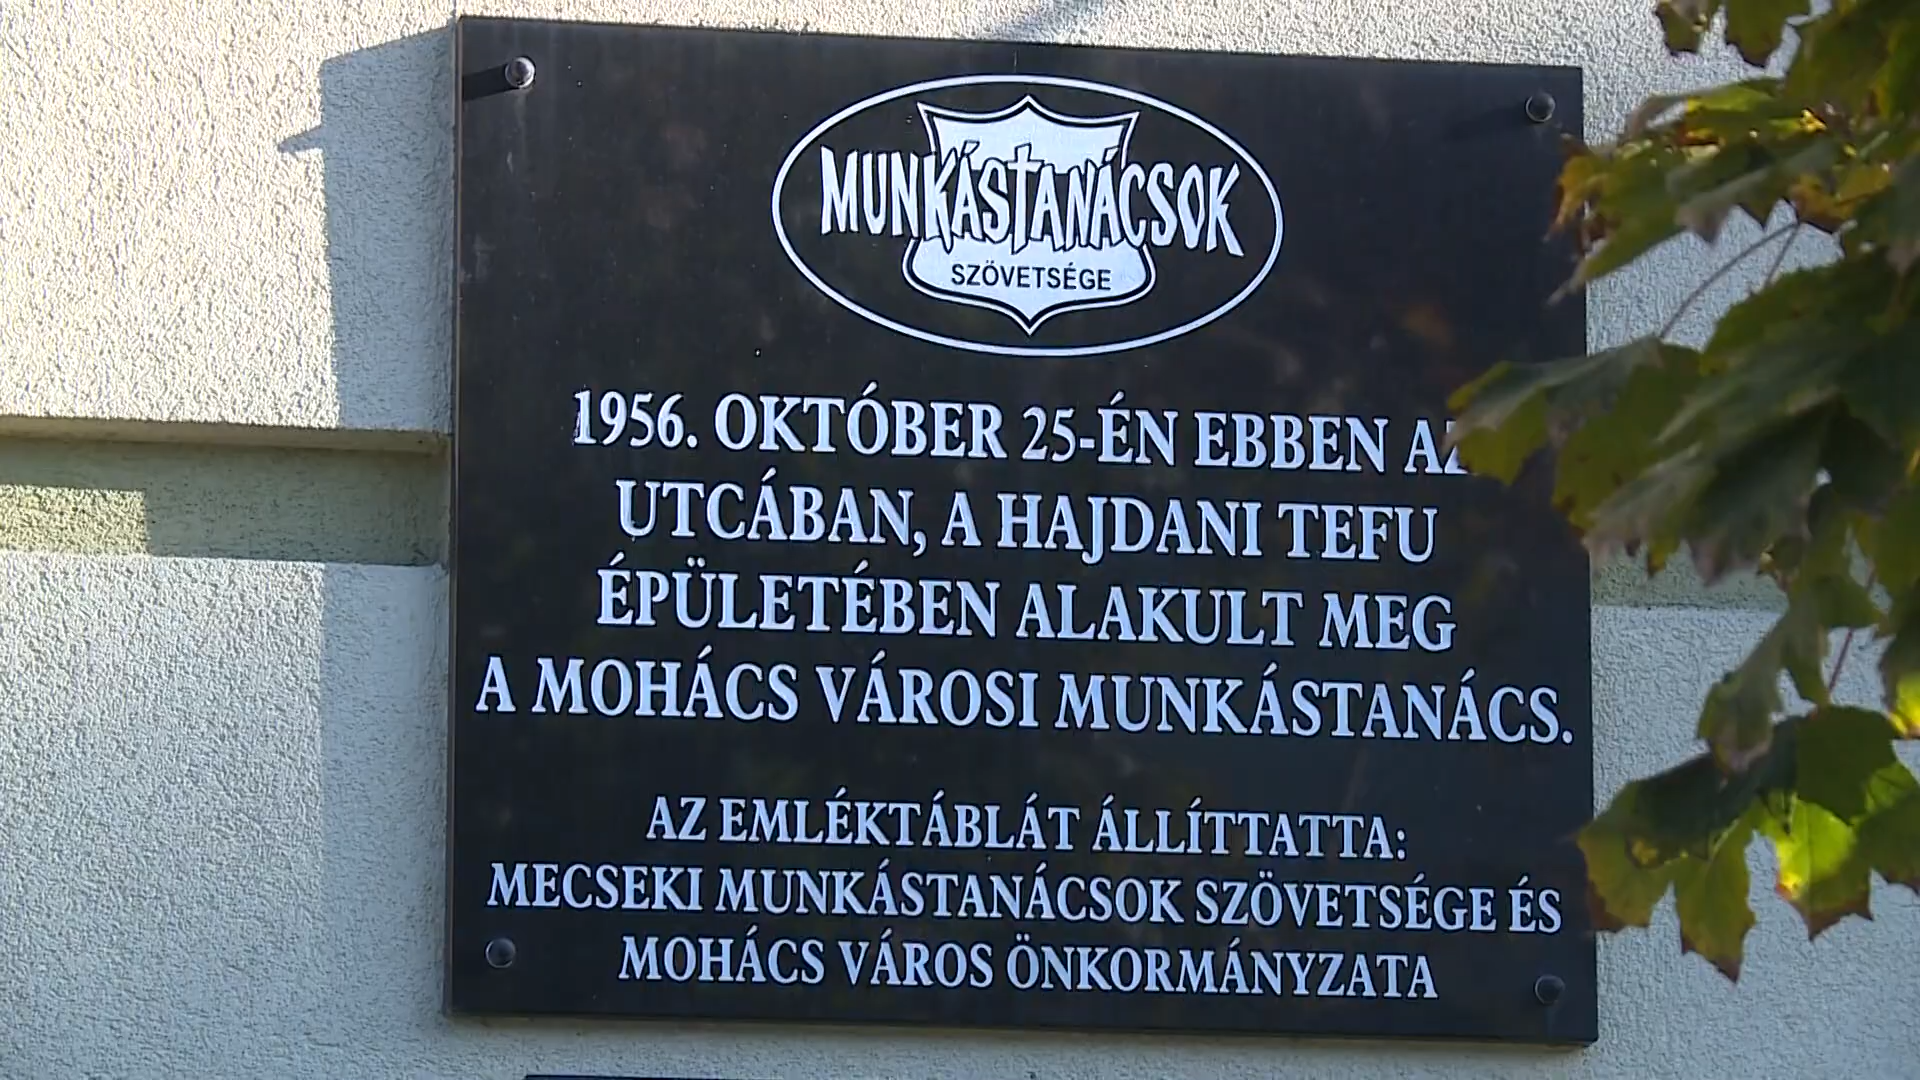 MUNKÁSTANÁCSOK
SZÖVETSÉGE
1956. OKTÓBER 25-ÉN EBBEN AZ
UTCÁBAN, A HAJDANI TEFU
ÉPÜLETÉBEN ALAKULT MEG
A MOHÁCS VÁROSI MUNKÁSTANÁCS.
AZ EMLÉKTÁBLÁT ÁLLÍTTATTA:
MECSEKI MUNKÁSTANÁCSOK SZÖVETSÉGE ÉS
MOHÁCS VÁROS ÖNKORMÁNYZATA